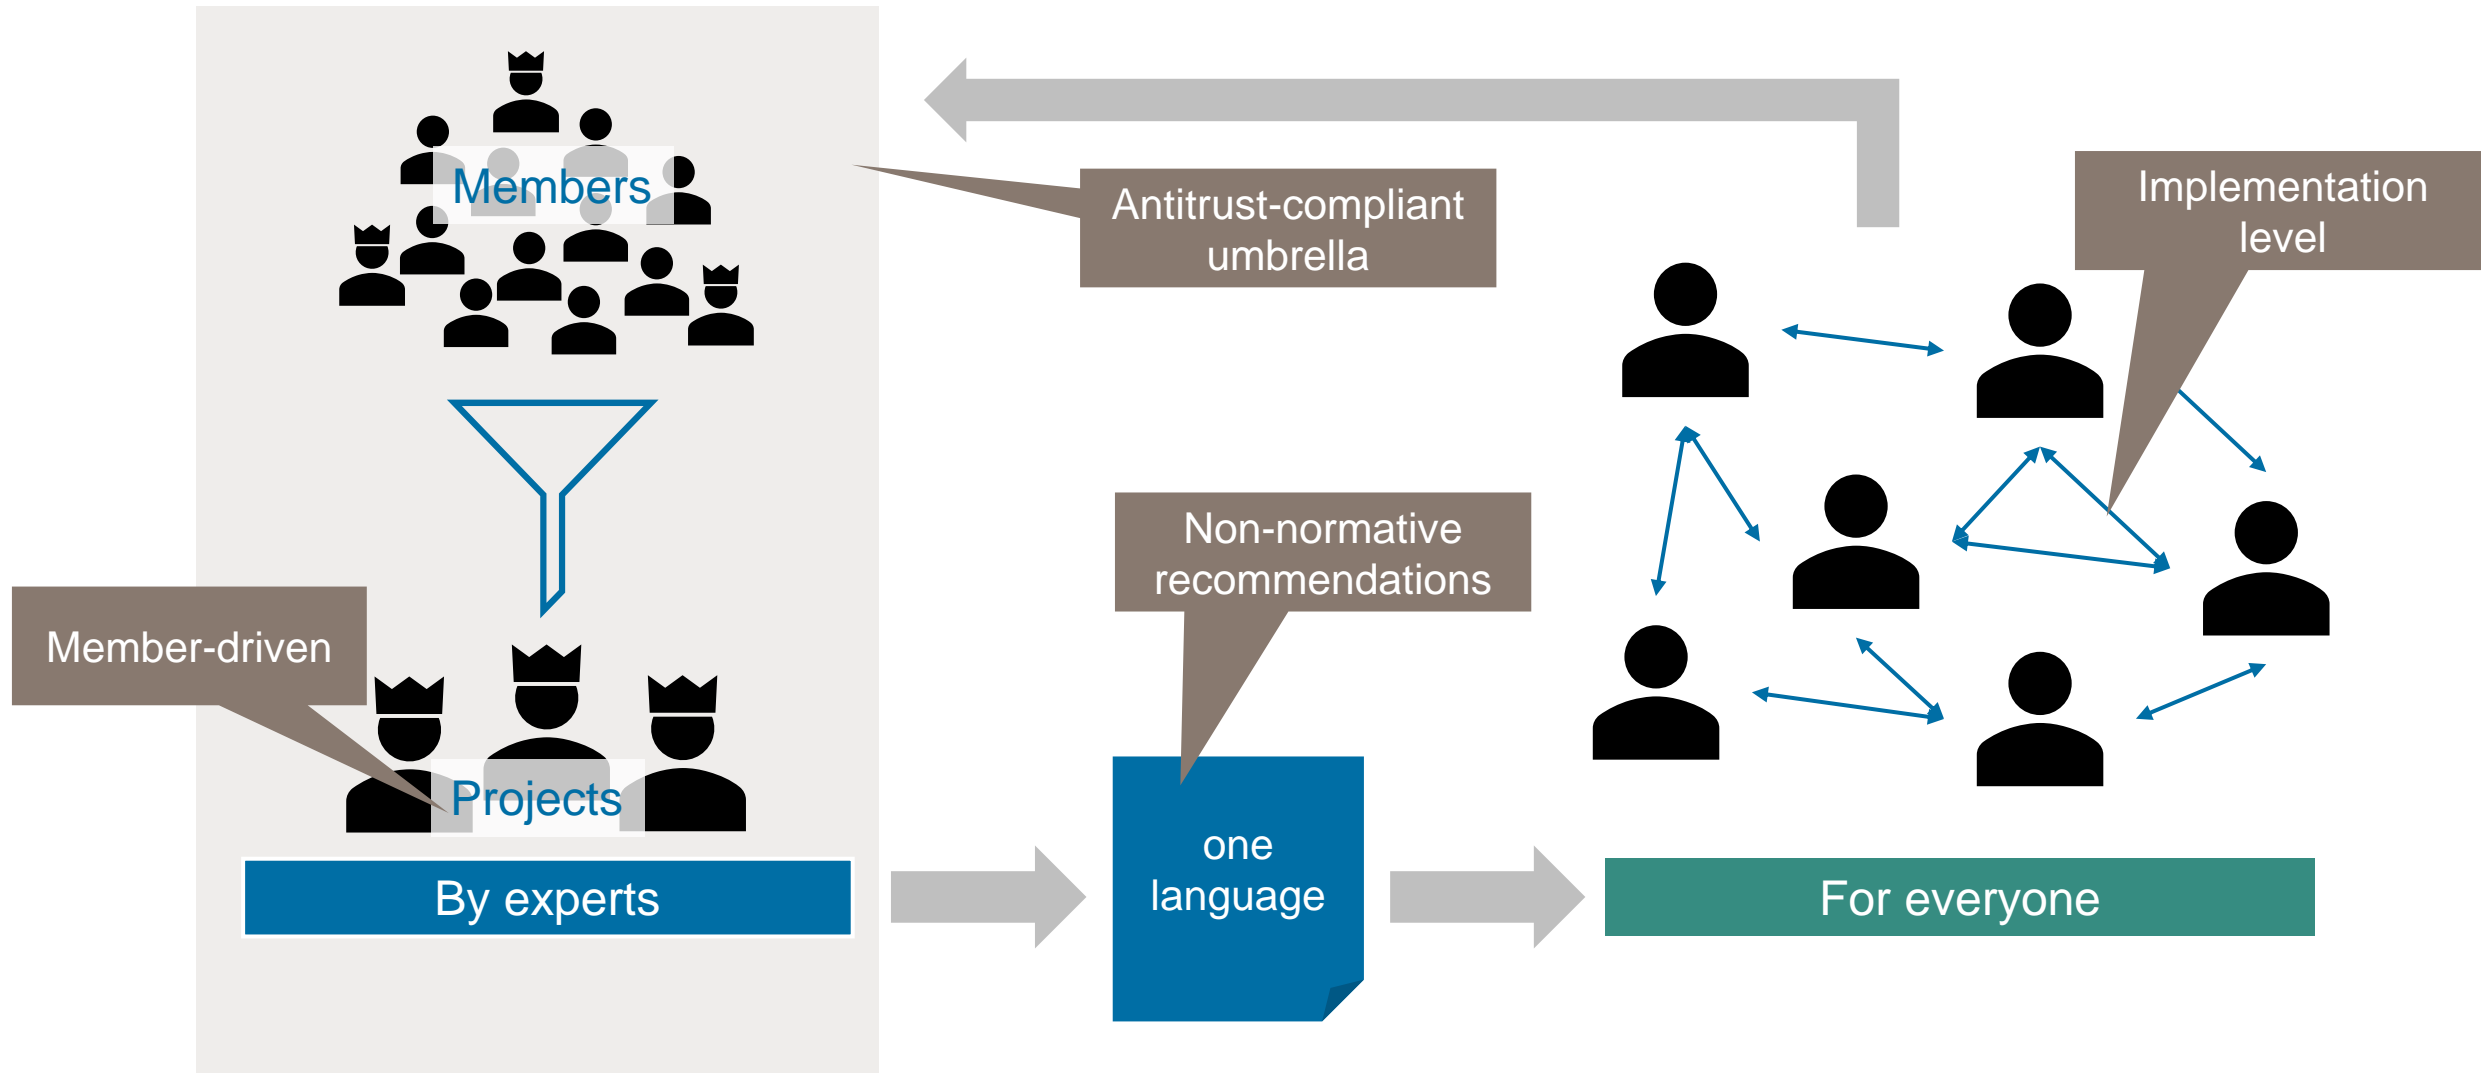 Members
Antitrust-compliant
umbrella
Implementation
level
Non-normative
recommendations
Member-driven
Projects
By experts
one
language
For everyone